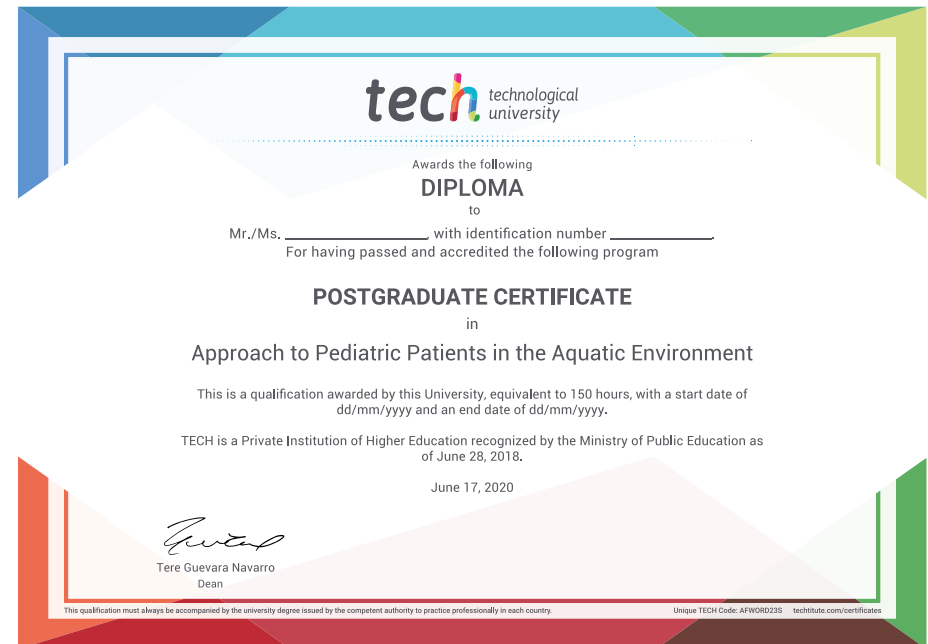 tech technological
university
Awards the following
DIPLOMA
to
Mr./Ms. ____________________, with identification number ______________.
For having passed and accredited the following program
POSTGRADUATE CERTIFICATE
in
Approach to Pediatric Patients in the Aquatic Environment
This is a qualification awarded by this University, equivalent to 150 hours, with a start date of
dd/mm/yyyy and an end date of dd/mm/yyyy.
TECH is a Private Institution of Higher Education recognized by the Ministry of Public Education as
of June 28, 2018.
June 17, 2020
Tere Guevara Navarro
Dean
This qualification must always be accompanied by the university degree issued by the competent authority to practice professionally in each country.
Unique TECH Code: AFWORD23S techtitute.com/certificates